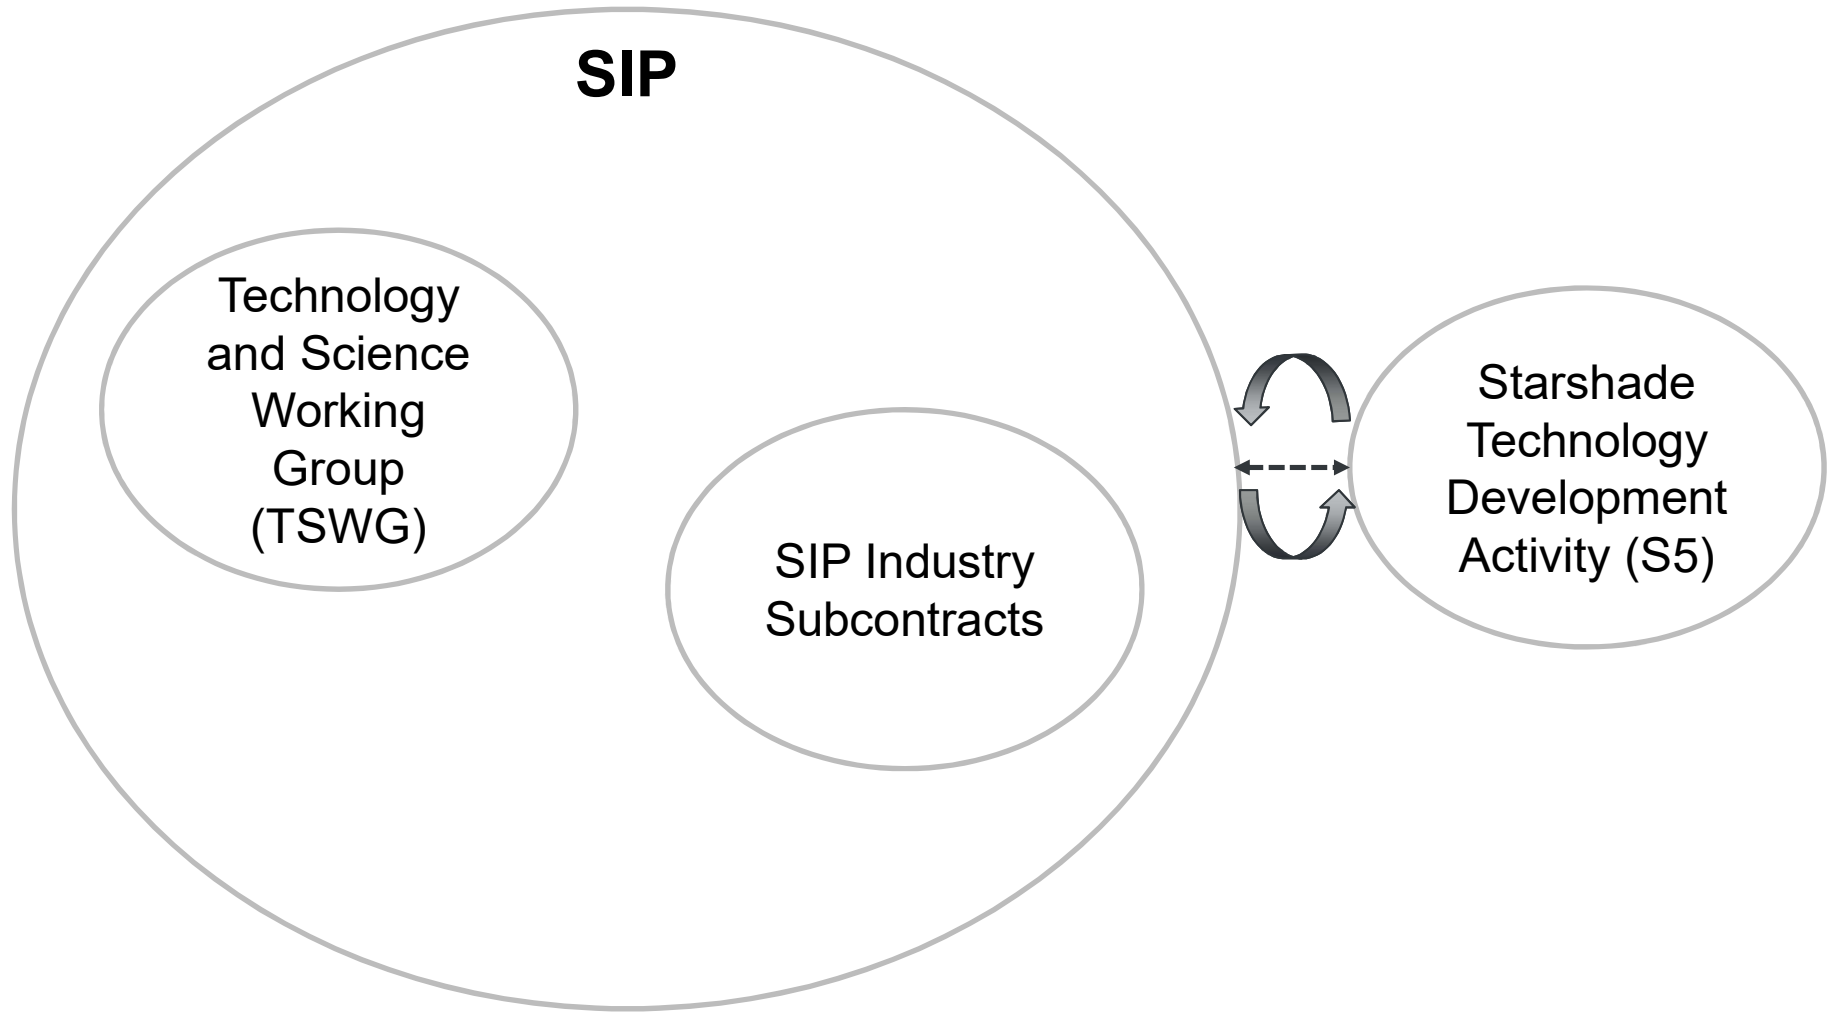 SIP
Technology
and Science
Working
Group
(TSWG)
SIP Industry
Subcontracts
Starshade
Technology
Development
Activity (S5)